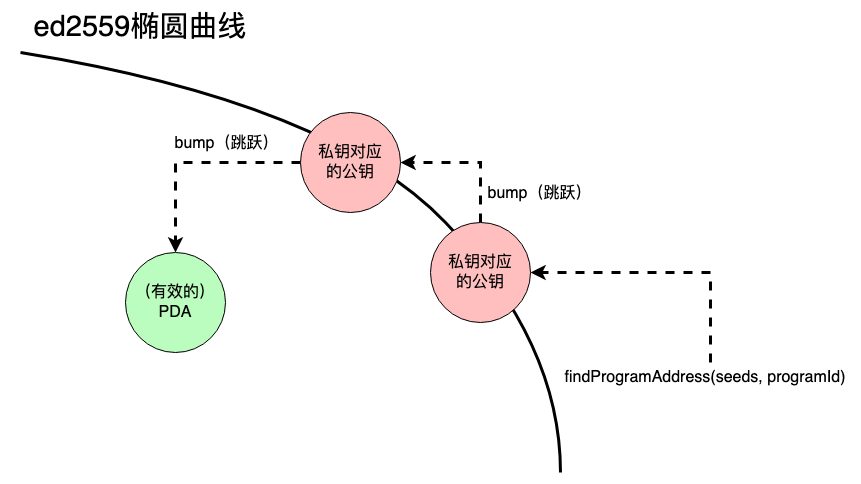 ed2559椭圆曲线
bump（跳跃）
私钥对应
的公钥
bump（跳跃）
私钥对应
的公钥
（有效的）
PDA
findProgramAddress(seeds, programId)